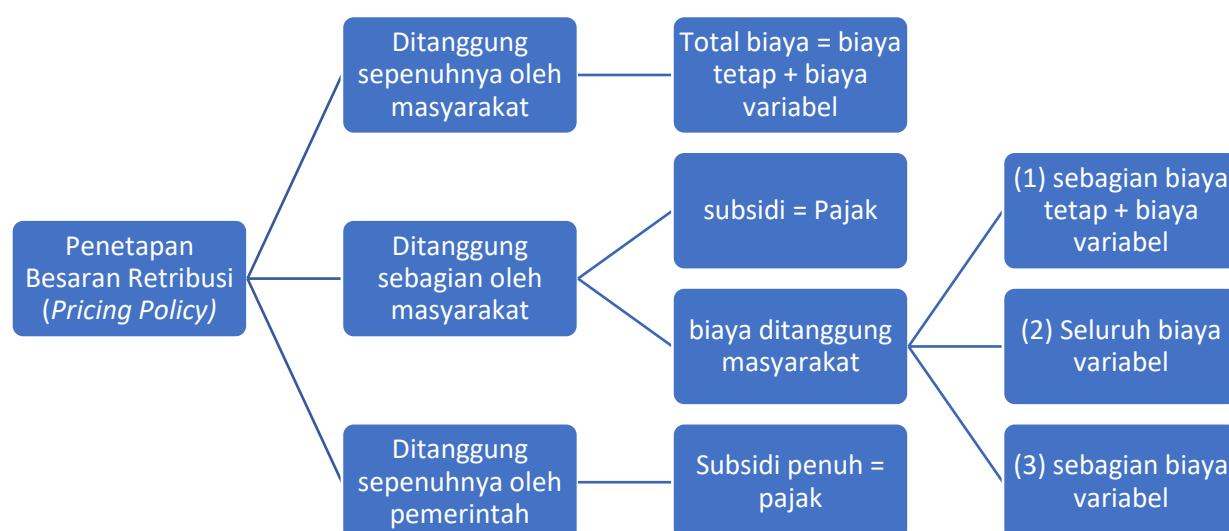 Penetapan
Besaran Retribusi
(Pricing Policy)
Ditanggung
sepenuhnya oleh
masyarakat
Total biaya = biaya
tetap + biaya
variabel
Ditanggung
sebagian oleh
masyarakat
subsidi = Pajak
biaya ditanggung
masyarakat
(1) sebagian biaya
tetap + biaya
variabel
(2) Seluruh biaya
variabel
(3) sebagian biaya
variabel
Ditanggung
sepenuhnya oleh
pemerintah
Subsidi penuh =
pajak